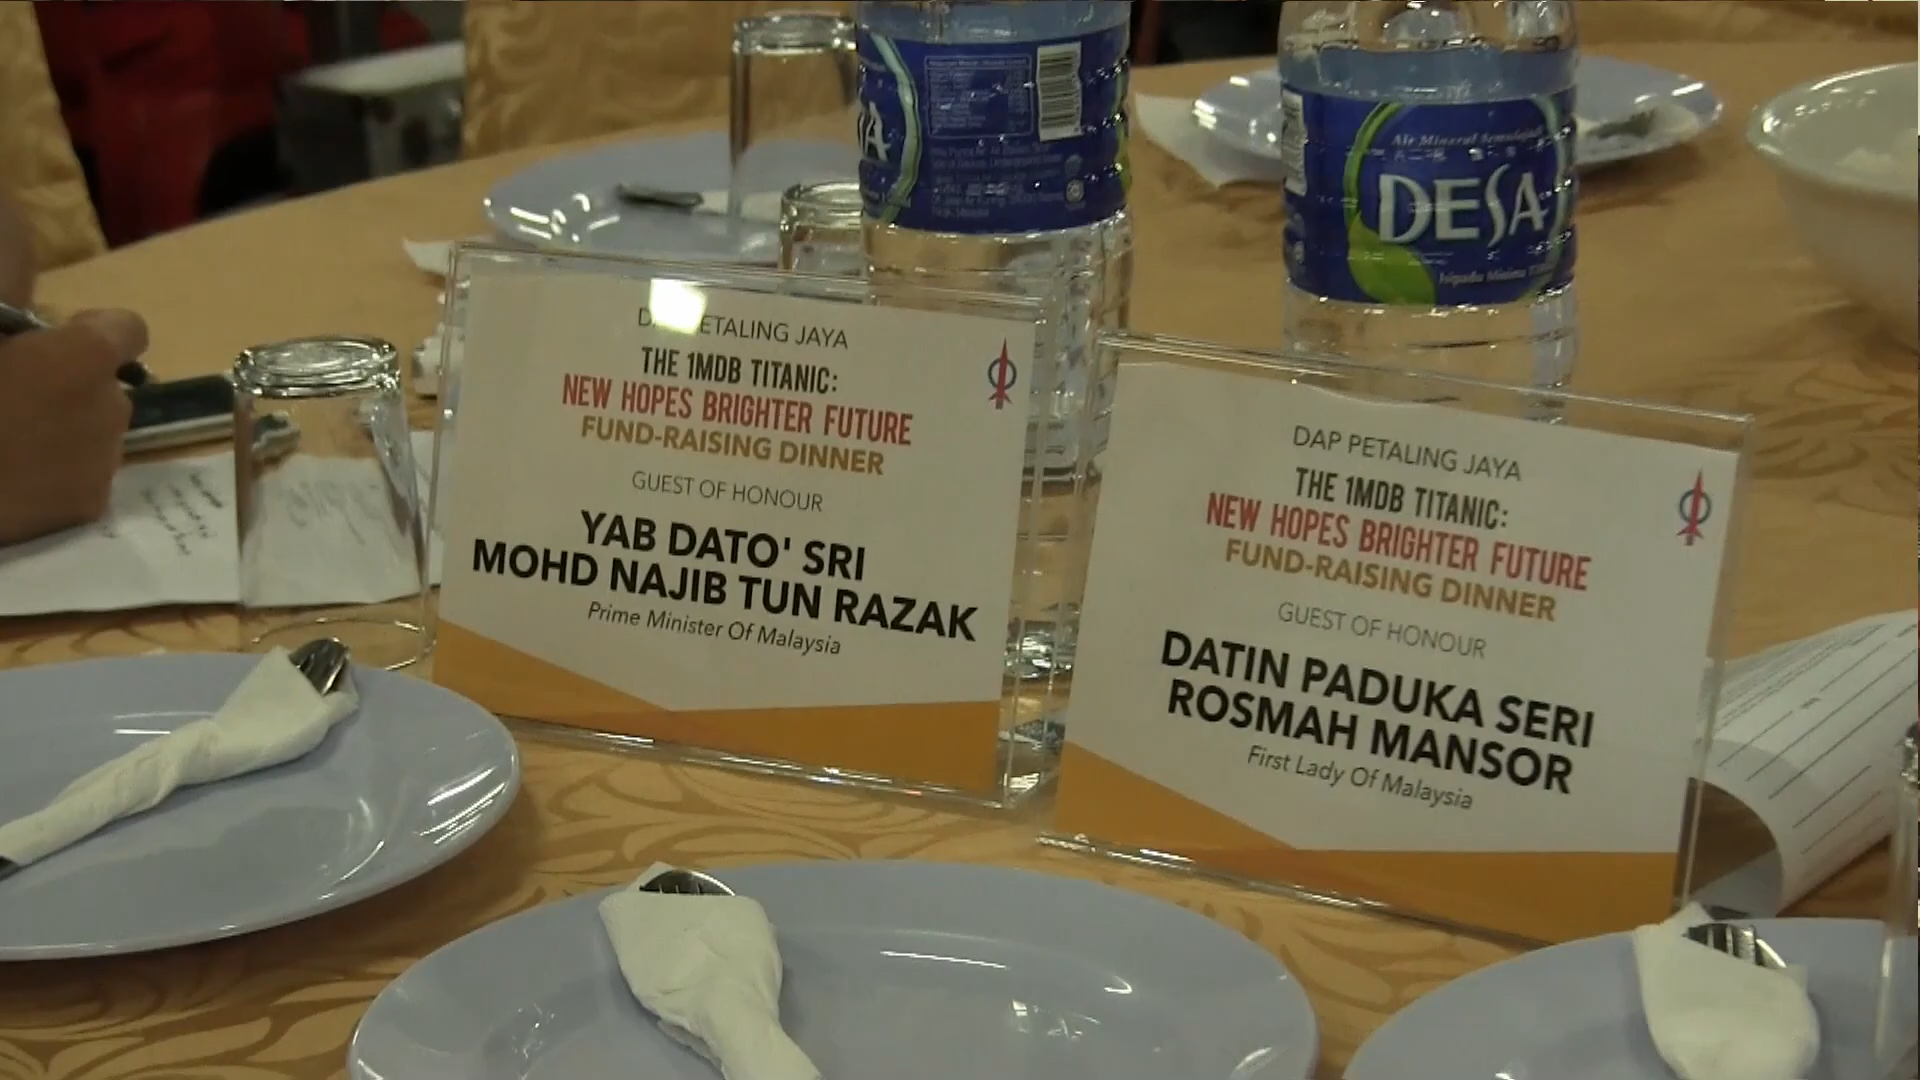 DAP PETALING JAYA
THE 1MDB TITANIC:
NEW HOPES BRIGHTER FUTURE
FUND-RAISING DINNER
GUEST OF HONOUR
YAB DATO' SRI
MOHD NAJIB TUN RAZAK
Prime Minister Of Malaysia
DAP PETALING JAYA
THE 1MDB TITANIC:
NEW HOPES BRIGHTER FUTURE
FUND-RAISING DINNER
GUEST OF HONOUR
DATIN PADUKA SERI
ROSMAH MANSOR
First Lady Of Malaysia
Air Mineral Semulajadi
DESA